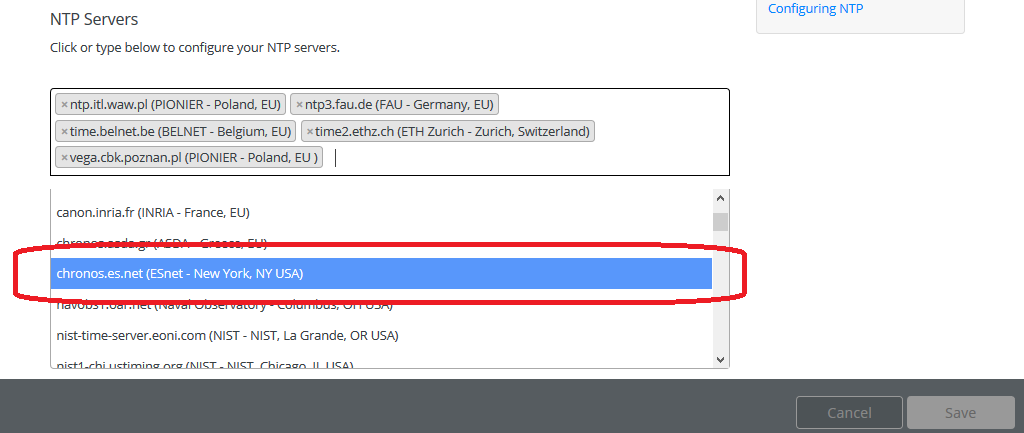 Configuring NTP
NTP Servers
Click or type below to configure your NTP servers.
×ntp.itl.waw.pl (PIONIER - Poland, EU) ×ntp3.fau.de (FAU - Germany, EU)
×time.belnet.be (BELNET - Belgium, EU) ×time2.ethz.ch (ETH Zurich - Zurich, Switzerland)
×vega.cbk.poznan.pl (PIONIER - Poland, EU )
canon.inria.fr (INRIA - France, EU)
chronos.asda.gr (ASDA - Greece, EU)
chronos.es.net (ESnet - New York, NY USA)
navobs1.oar.net (Naval Observatory - Columbus, OH USA)
nist-time-server.eoni.com (NIST - NIST, La Grande, OR USA)
nist1-chi.ustiming.org (NIST - NIST, Chicago, IL USA)
Cancel Save